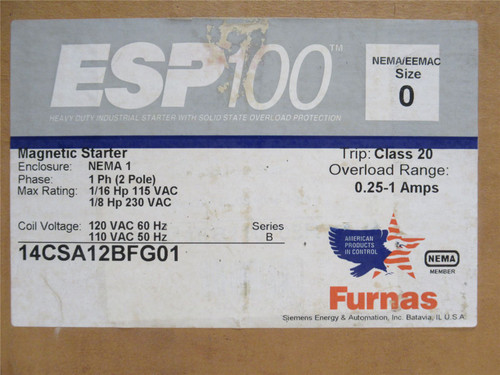 ESP100™
HEAVY DUTY INDUSTRIAL STARTER WITH SOLID STATE OVERLOAD PROTECTION
NEMA/EEMAC
Size
0
Magnetic Starter
Enclosure: NEMA 1
Phase: 1 Ph (2 Pole)
Max Rating: 1/16 Hp 115 VAC
1/8 Hp 230 VAC
Trip: Class 20
Overload Range:
0.25-1 Amps
Coil Voltage: 120 VAC 60 Hz Series
110 VAC 50 Hz B
14CSA12BFG01
AMERICAN
PRODUCTS
IN CONTROL
NEMA
MEMBER
Furnas
Siemens Energy & Automation, Inc. Batavia, IL U.S.A.